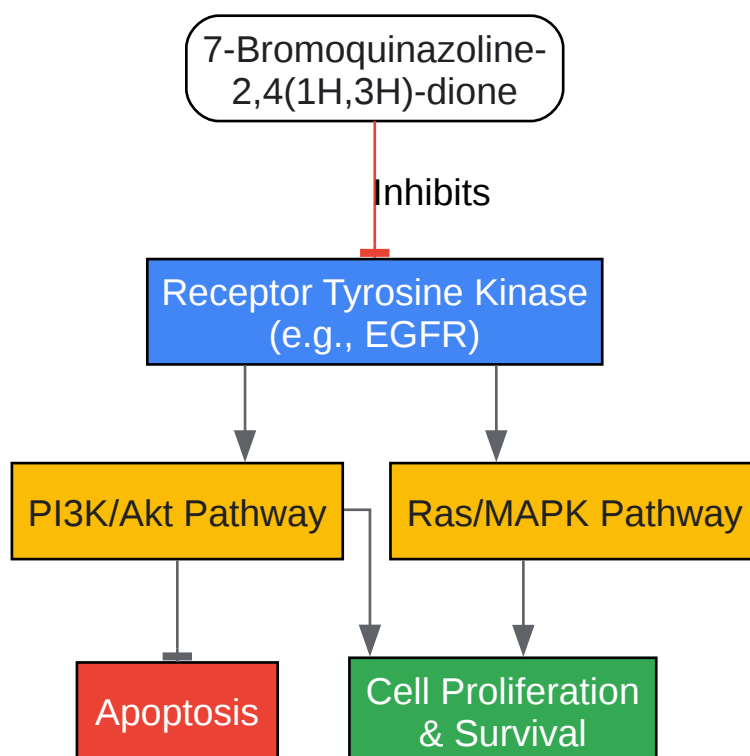 7-Bromoquinazoline-
2,4(1H,3H)-dione
Inhibits
Receptor Tyrosine Kinase
(e.g., EGFR)
PI3K/Akt Pathway
Ras/MAPK Pathway
Apoptosis
Cell Proliferation
& Survival